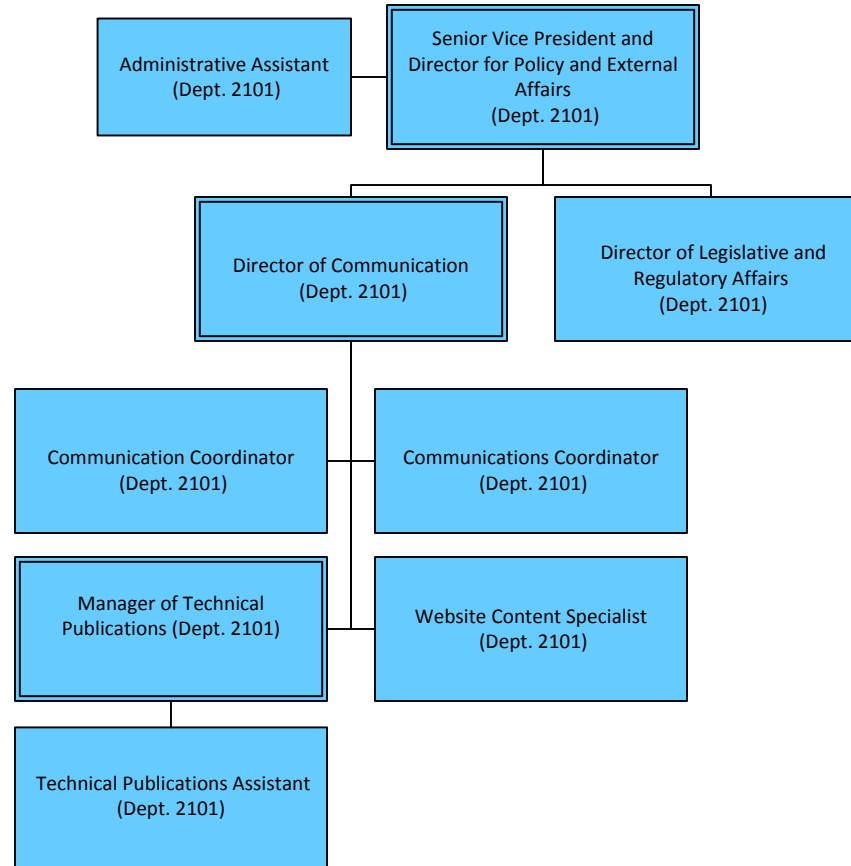 Administrative Assistant
(Dept. 2101)
Senior Vice President and
Director for Policy and External
Affairs
(Dept. 2101)
Director of Communication
(Dept. 2101)
Director of Legislative and
Regulatory Affairs
(Dept. 2101)
Communication Coordinator
(Dept. 2101)
Communications Coordinator
(Dept. 2101)
Manager of Technical
Publications (Dept. 2101)
Website Content Specialist
(Dept. 2101)
Technical Publications Assistant
(Dept. 2101)